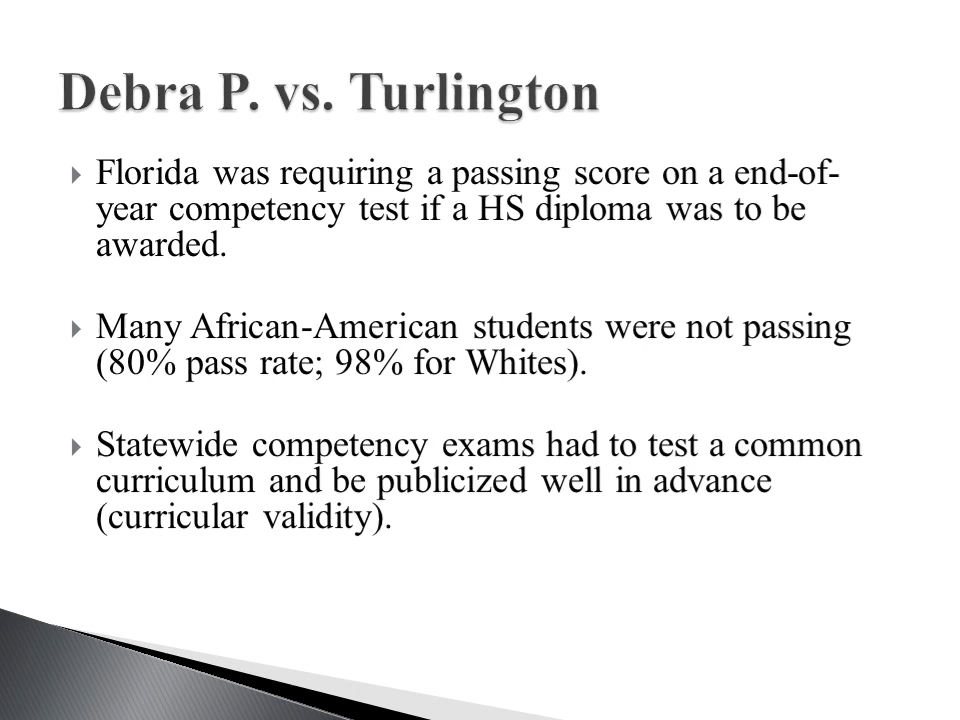 Debra P. vs. Turlington
Florida was requiring a passing score on a end-of-
year competency test if a HS diploma was to be
awarded.
Many African-American students were not passing
(80% pass rate; 98% for Whites).
Statewide competency exams had to test a common
curriculum and be publicized well in advance
(curricular validity).